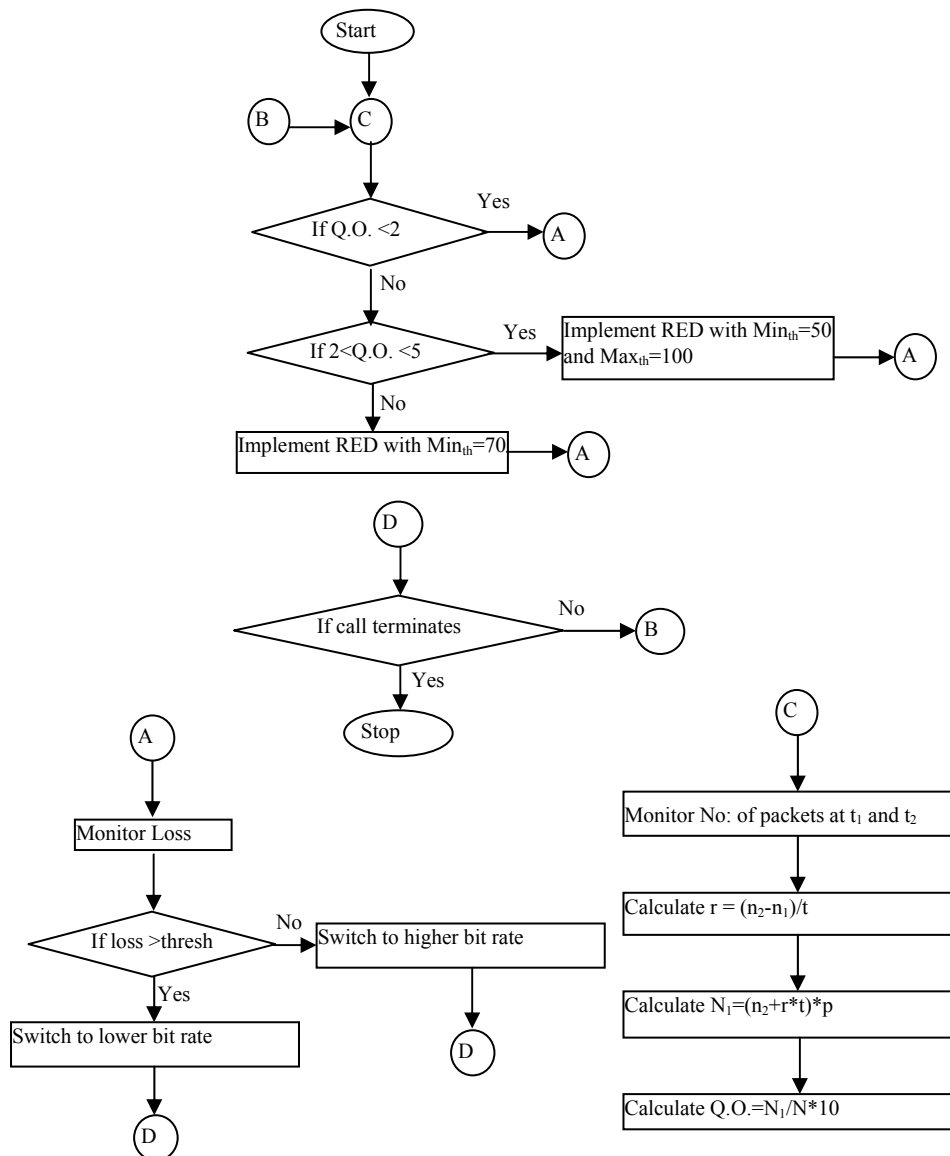 Start
B
C
Yes
If Q.O. <2
A
No
Yes
If 2<Q.O. <5
Implement RED with Minth=50
and Maxth=100
A
No
Implement RED with Minth=70
A
D
No
If call terminates
B
Yes
Stop
A
Monitor Loss
No
If loss >thresh
Switch to higher bit rate
Yes
Switch to lower bit rate
D
D
C
Monitor No: of packets at t1 and t2
Calculate r = (n2-n1)/t
Calculate N1=(n2+r*t)*p
Calculate Q.O.=N1/N*10